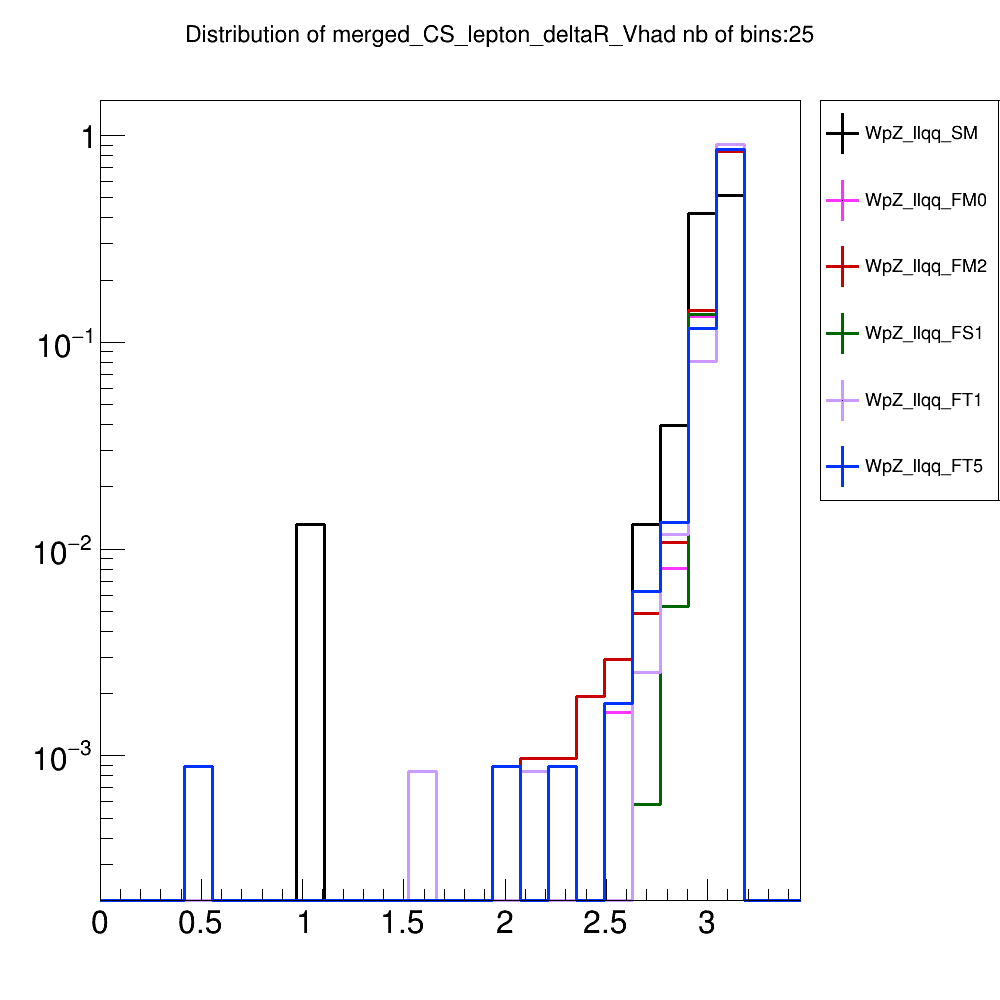 Distribution of merged_CS_lepton_deltaR_Vhad nb of bins:25
1
10⁻¹
10⁻²
10⁻³
0 0.5 1 1.5 2 2.5 3
WpZ_llqq_SM
WpZ_llqq_FM0
WpZ_llqq_FM2
WpZ_llqq_FS1
WpZ_llqq_FT1
WpZ_llqq_FT5